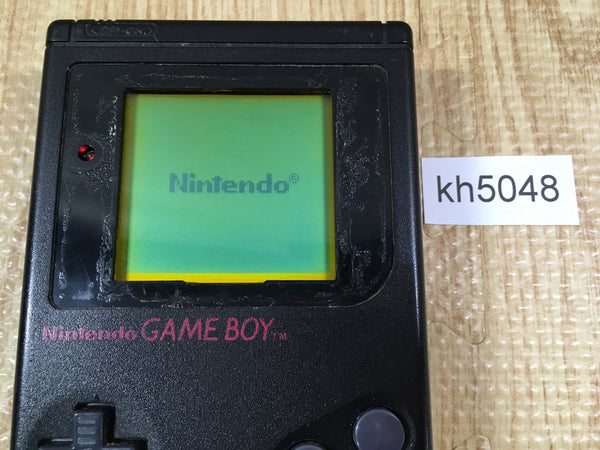 Nintendo®
kh5048
Nintendo GAME BOY™